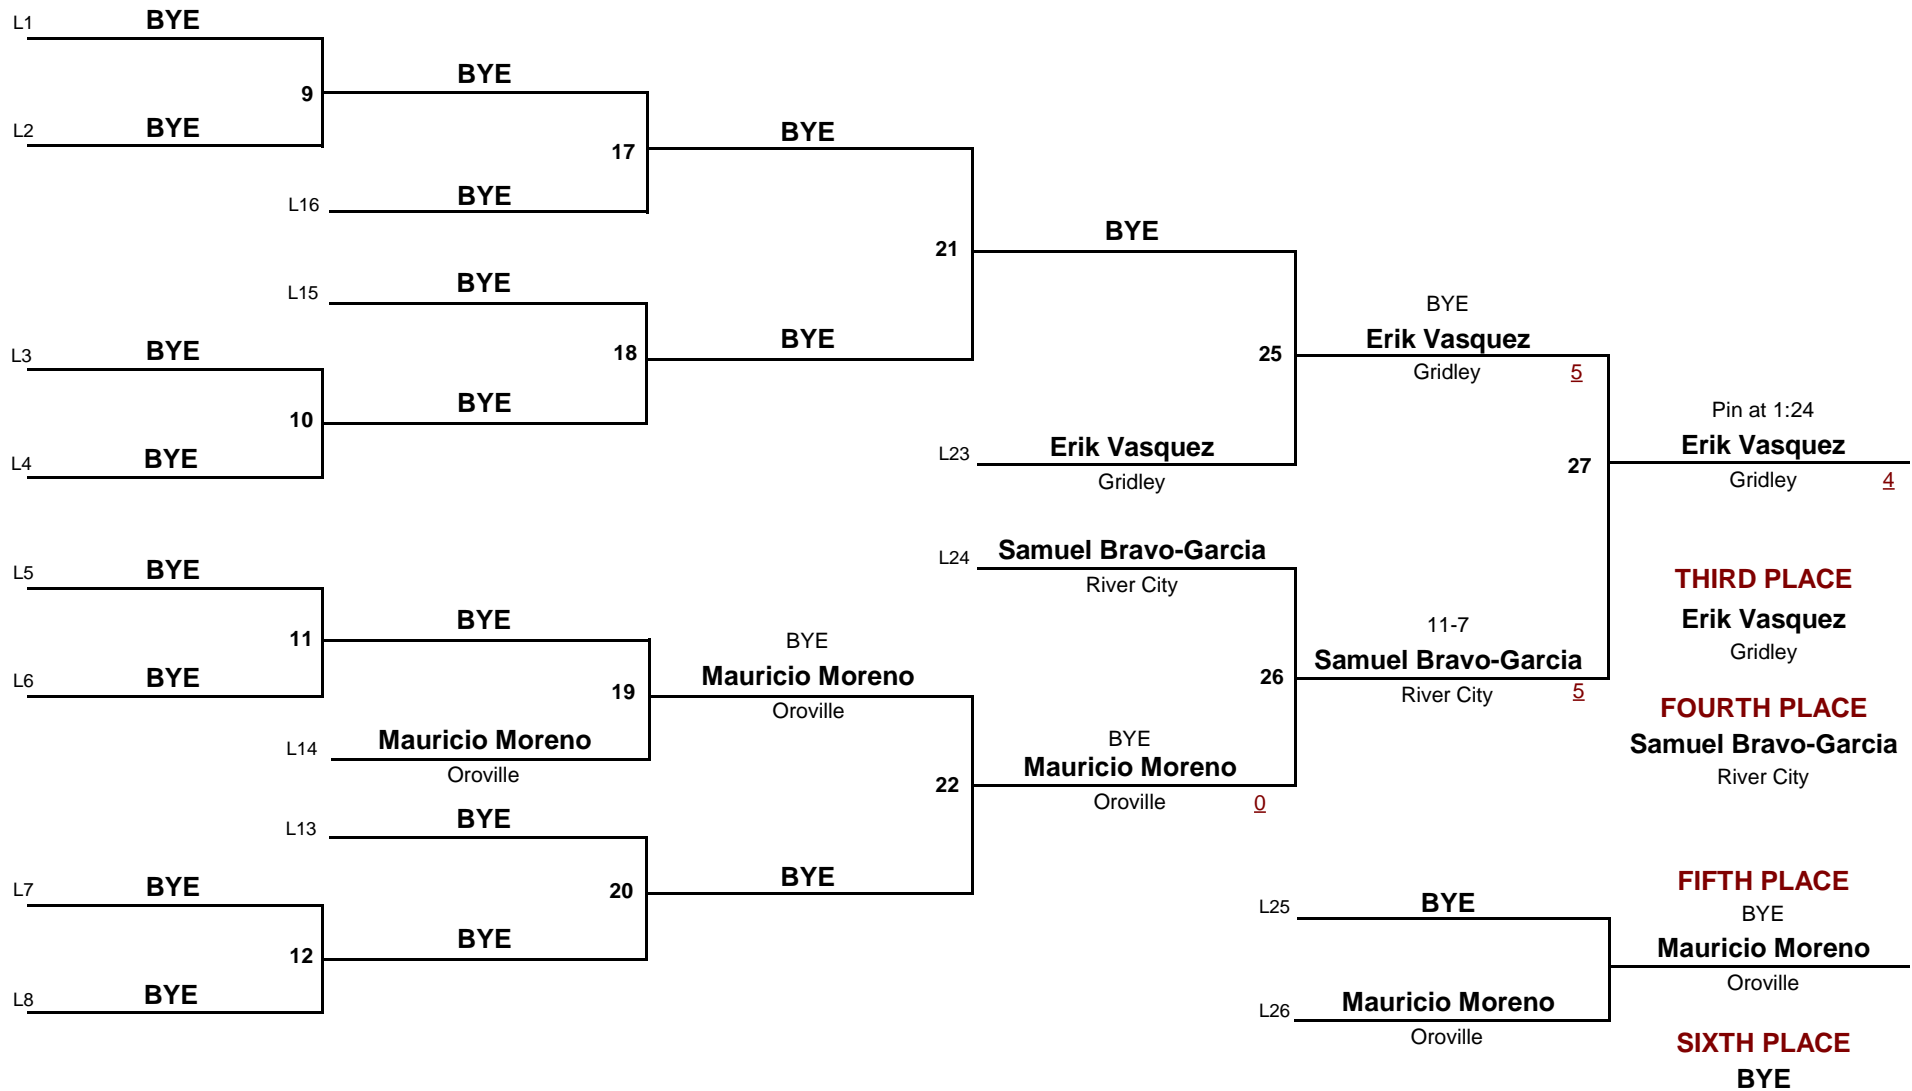 L1
BYE
9
BYE
L2
BYE
17
BYE
L16
BYE
21
BYE
L15
BYE
18
BYE
L3
BYE
10
BYE
L4
BYE
25
BYE
Erik Vasquez
Gridley
5
L23
Erik Vasquez
Gridley
27
Pin at 1:24
Erik Vasquez
Gridley
4
L24
Samuel Bravo-Garcia
River City
L5
BYE
11
BYE
L6
BYE
19
BYE
Mauricio Moreno
Oroville
L14
Mauricio Moreno
Oroville
26
11-7
Samuel Bravo-Garcia
River City
5
22
BYE
Mauricio Moreno
Oroville
0
L13
BYE
20
BYE
L7
BYE
12
BYE
L8
BYE
THIRD PLACE
Erik Vasquez
Gridley
FOURTH PLACE
Samuel Bravo-Garcia
River City
L25
BYE
L26
Mauricio Moreno
Oroville
FIFTH PLACE
BYE
Mauricio Moreno
Oroville
SIXTH PLACE
BYE